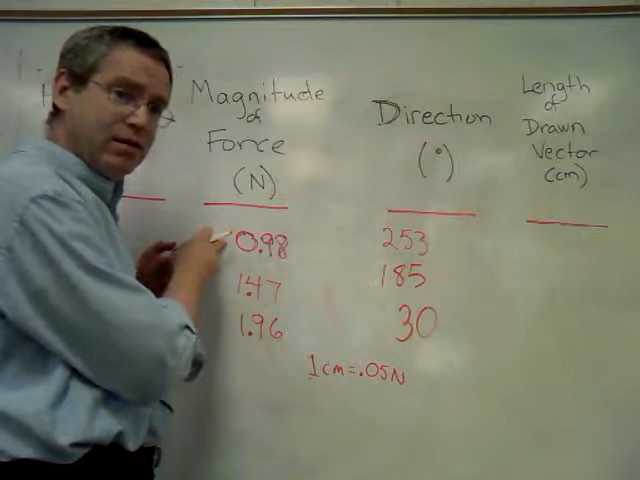 Magnitude
of
Force
(N)
Direction
(°)
Length
of
Drawn
Vector
(cm)
0.98 253
1.47 185
1.96 30
1cm=.05N